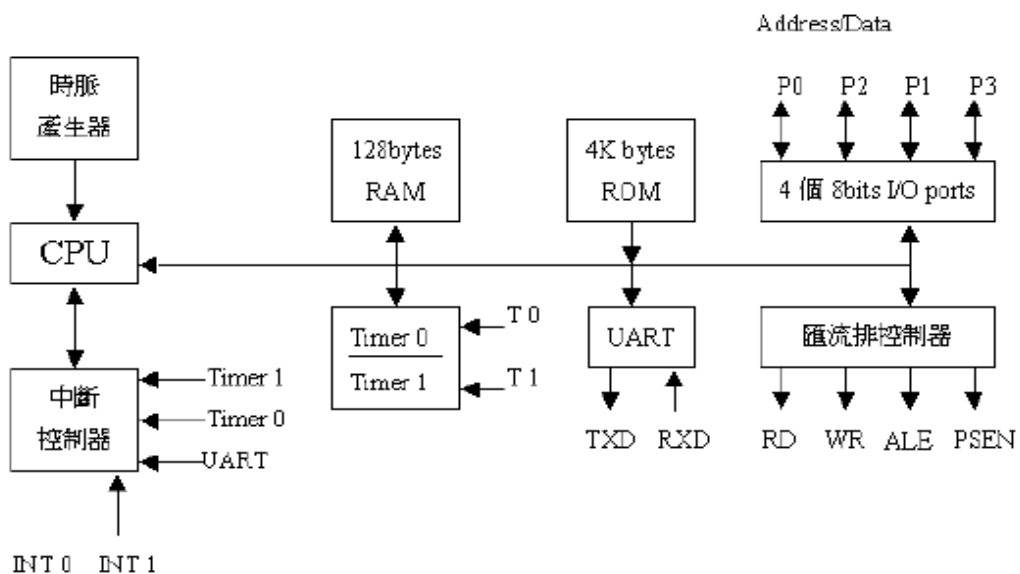 Address/Data
時脈
產生器
P0 P2 P1 P3
128bytes
RAM
4K bytes
ROM
4 個 8bits I/O ports
CPU
T 0
Timer 0
Timer 1
T 1
UART
匯流排控制器
中斷
控制器
Timer 1
Timer 0
UART
TXD RXD
RD WR ALE PSEN
INT 0 INT 1